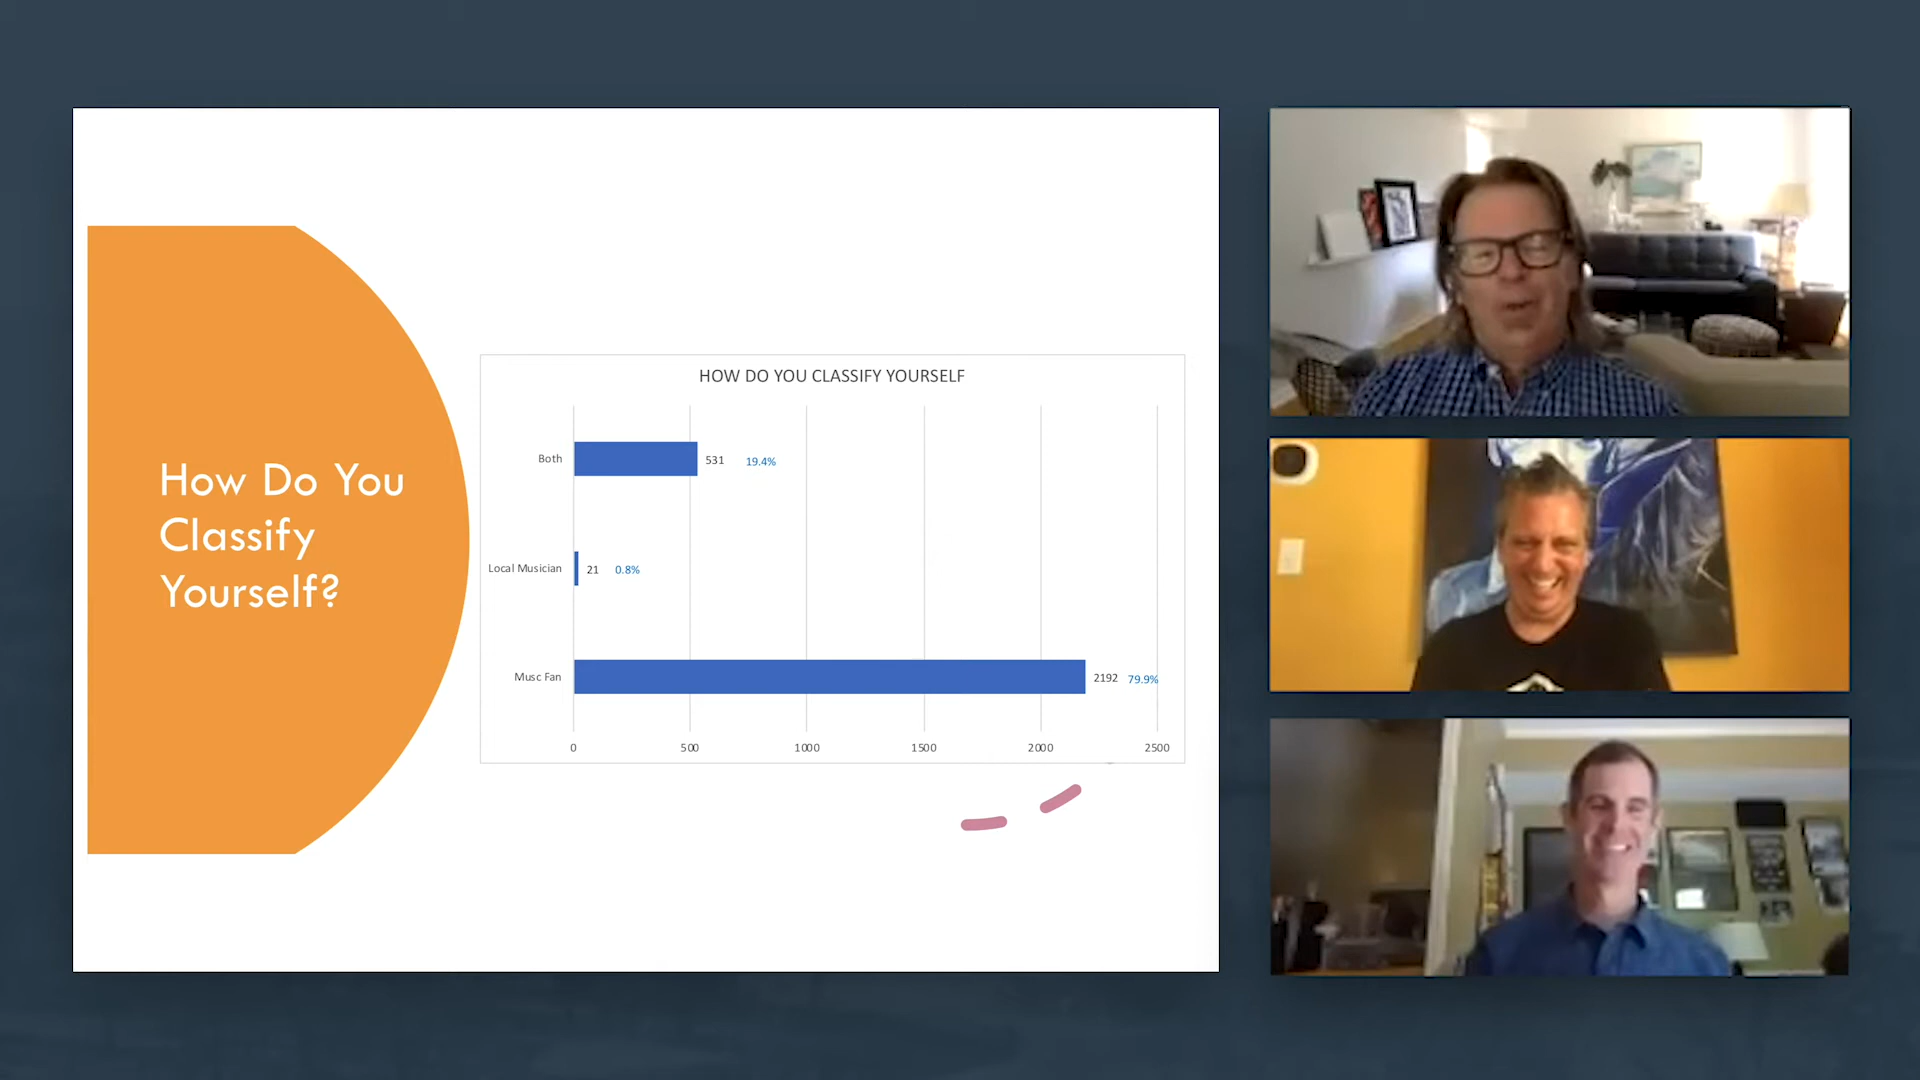 How Do You
Classify
Yourself?
HOW DO YOU CLASSIFY YOURSELF
Both 531 19.4%
Local Musician 21 0.8%
Musc Fan 2192 79.9%
0 500 1000 1500 2000 2500